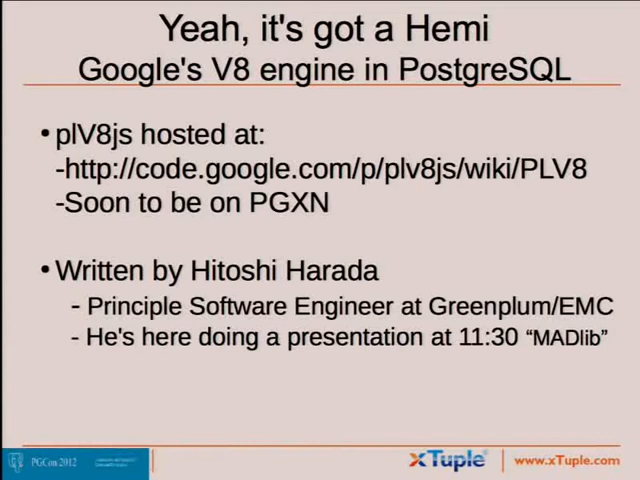 Yeah, it's got a Hemi
Google's V8 engine in PostgreSQL
•plV8js hosted at:
-http://code.google.com/p/plv8js/wiki/PLV8
-Soon to be on PGXN
•Written by Hitoshi Harada
- Principle Software Engineer at Greenplum/EMC
- He's here doing a presentation at 11:30 “MADlib”
PGCon 2012
xTuple
www.xTuple.com